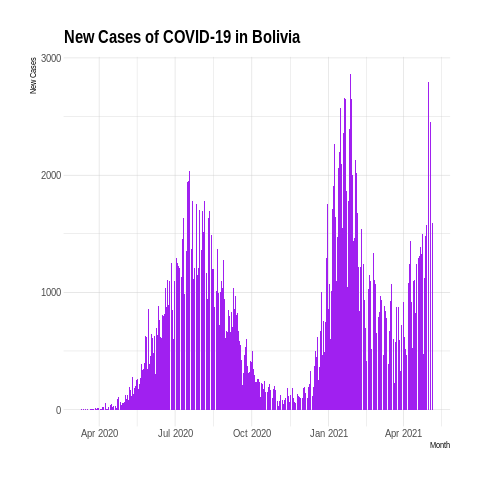 New Cases of COVID-19 in Bolivia
New Cases
3000
2000
1000
0
Apr 2020
Jul 2020
Oct 2020
Jan 2021
Apr 2021
Month